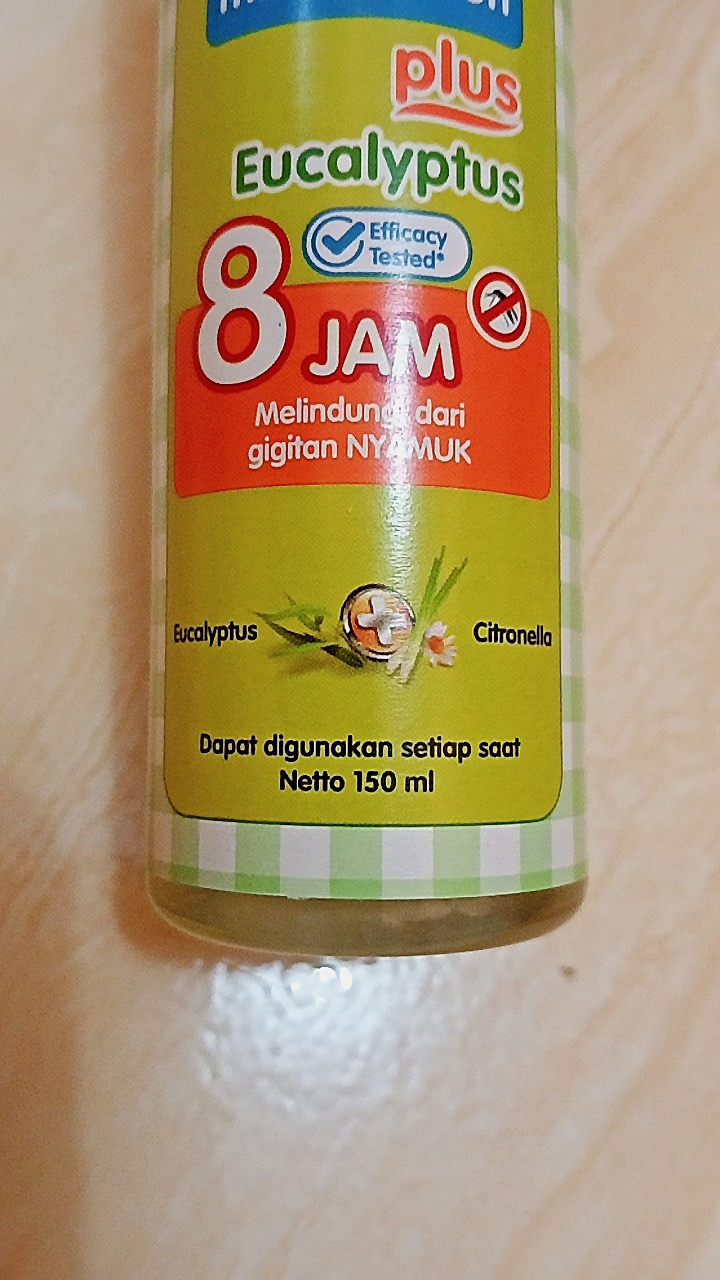 plus
Eucalyptus
Efficacy
Tested*
8 JAM
Melindungi dari
gigitan NYAMUK
Eucalyptus
Citronella
Dapat digunakan setiap saat
Netto 150 ml